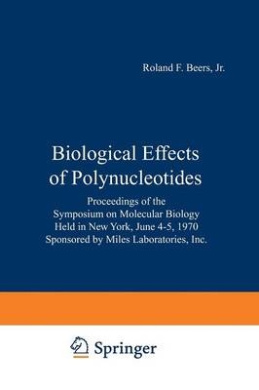 Roland F. Beers, Jr.
Biological Effects
of Polynucleotides
Proceedings of the
Symposium on Molecular Biology
Held in New York, June 4-5, 1970
Sponsored by Miles Laboratories, Inc.
Springer